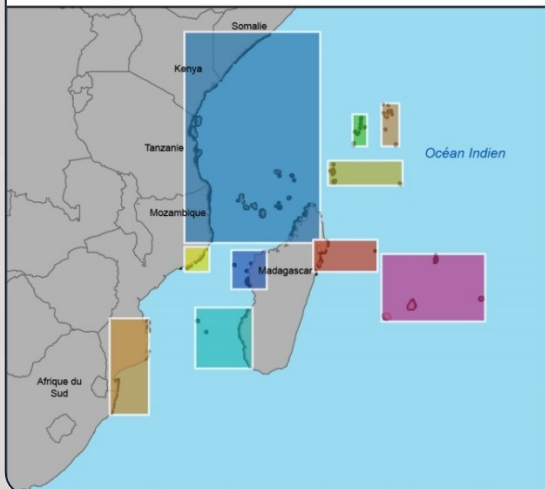 Somalie
Kenya
Tanzanie
Océan Indien
Mozambique
Madagascar
Afrique du
Sud